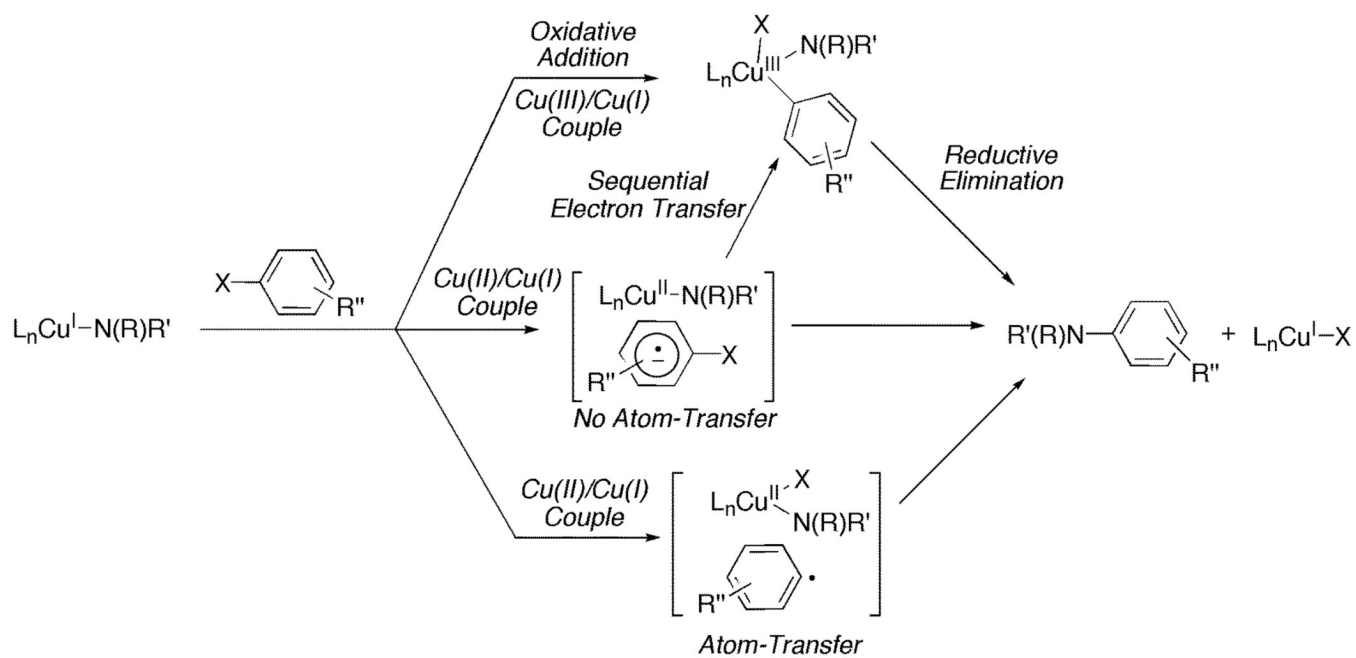 Oxidative
Addition
Cu(III)/Cu(I)
Couple
X
LnCuIII
N(R)R'
R"
Sequential
Electron Transfer
Reductive
Elimination
LnCuI-N(R)R'
X
R"
Cu(II)/Cu(I)
Couple
LnCuII-N(R)R'
•
−
X
R"
No Atom-Transfer
R'(R)N
R"
+ LnCuI-X
Cu(II)/Cu(I)
Couple
LnCuII
X
N(R)R'
R"
•
Atom-Transfer